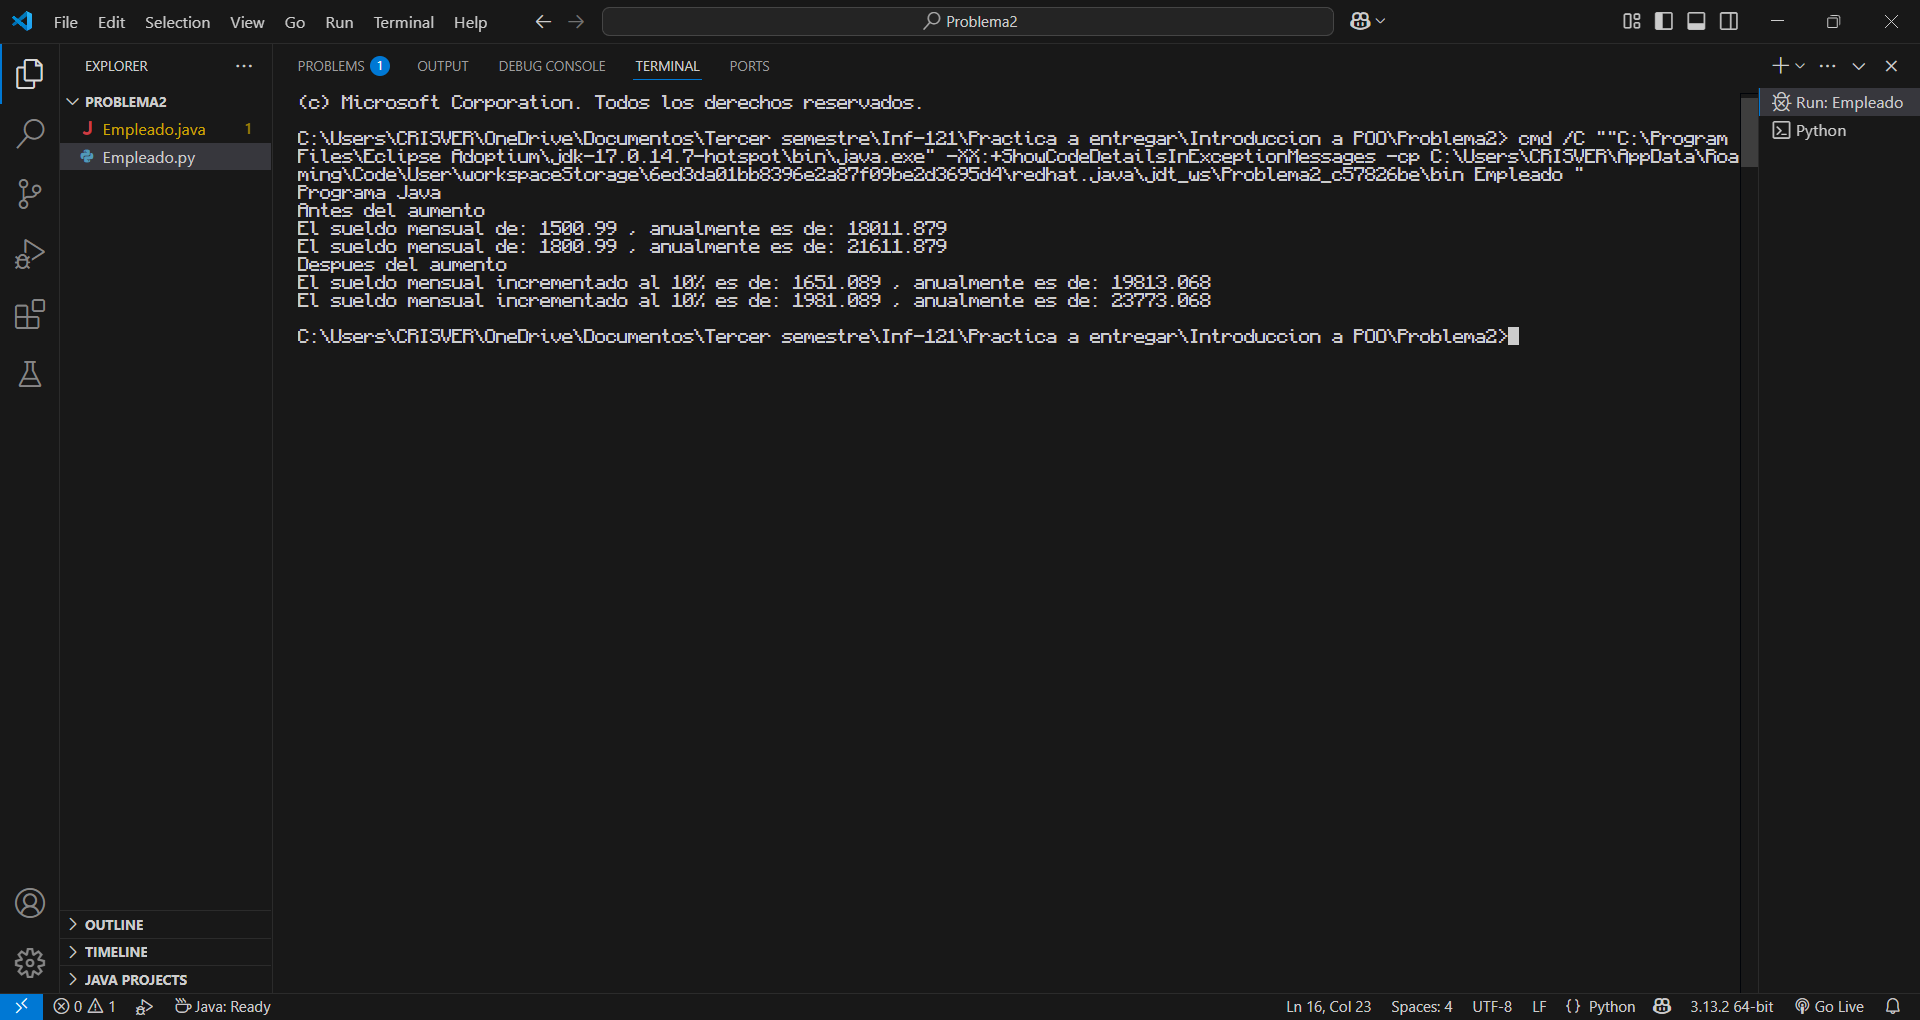 File Edit Selection View Go Run Terminal Help
Problema2
EXPLORER
PROBLEMA2
Empleado.java 1
Empleado.py
OUTLINE
TIMELINE
JAVA PROJECTS
PROBLEMS 1 OUTPUT DEBUG CONSOLE TERMINAL PORTS
(c) Microsoft Corporation. Todos los derechos reservados.
C:\Users\CRISVER\OneDrive\Documentos\Tercer semestre\Inf-121\Practica a entregar\Introduccion a POO\Problema2> cmd /C ""C:\Program
Files\Eclipse Adoptium\jdk-17.0.14.7-hotspot\bin\java.exe" -XX:+ShowCodeDetailsInExceptionMessages -cp C:\Users\CRISVER\AppData\Roa
ming\Code\User\workspaceStorage\6ed3da01bb8396e2a87f09be2d3695d4\redhat.java\jdt_ws\Problema2_c57826be\bin Empleado "
Programa Java
Antes del aumento
El sueldo mensual de: 1500.99 , anualmente es de: 18011.879
El sueldo mensual de: 1800.99 , anualmente es de: 21611.879
Despues del aumento
El sueldo mensual incrementado al 10% es de: 1651.089 , anualmente es de: 19813.068
El sueldo mensual incrementado al 10% es de: 1981.089 , anualmente es de: 23773.068
C:\Users\CRISVER\OneDrive\Documentos\Tercer semestre\Inf-121\Practica a entregar\Introduccion a POO\Problema2>
Run: Empleado
Python
0 1 Java: Ready
Ln 16, Col 23 Spaces: 4 UTF-8 LF {} Python 3.13.2 64-bit Go Live